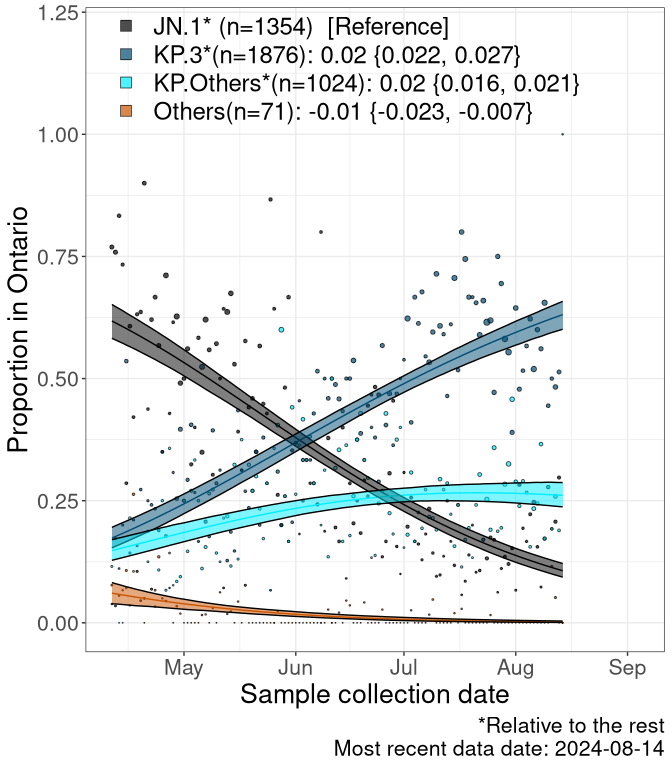 JN.1* (n=1354)  [Reference]
KP.3*(n=1876): 0.02 {0.022, 0.027}
KP.Others*(n=1024): 0.02 {0.016, 0.021}
Others(n=71): -0.01 {-0.023, -0.007}
Proportion in Ontario
1.25
1.00
0.75
0.50
0.25
0.00
May Jun Jul Aug Sep
Sample collection date
*Relative to the rest
Most recent data date: 2024-08-14